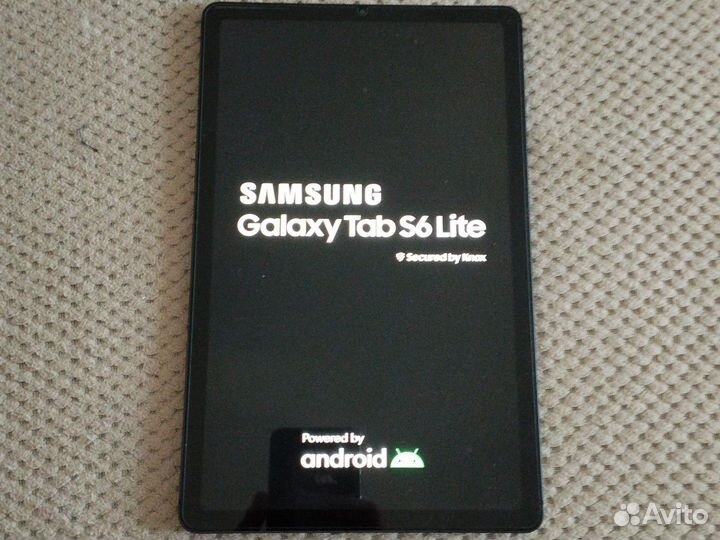 SAMSUNG
Galaxy Tab S6 Lite
Secured by Knox
Powered by
android
Avito